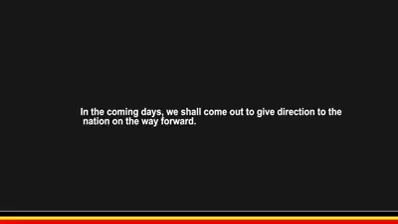 In the coming days, we shall come out to give direction to the
nation on the way forward.